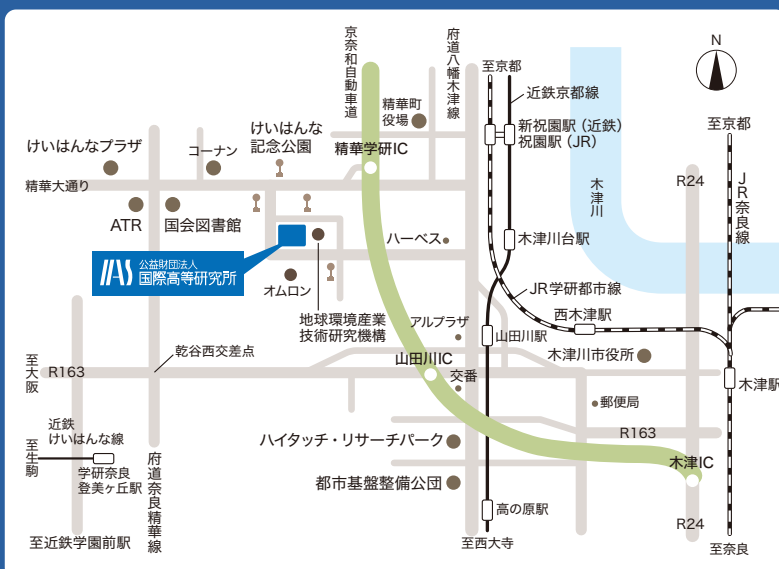 京奈和自動車道
府道八幡木津線
N
至京都
近鉄京都線
精華町
役場
新祝園駅（近鉄）
祝園駅（JR）
至京都
けいはんなプラザ
コーナン
けいはんな
記念公園
精華学研IC
精華大通り
R24
JR奈良線
木津川
ATR
国会図書館
ハーベス
木津川台駅
IIAS
公益財団法人
国際高等研究所
オムロン
JR学研都市線
地球環境産業
技術研究機構
アルプラザ
西木津駅
山田川駅
乾谷西交差点
木津川市役所
至大阪
R163
山田川IC
交番
木津駅
郵便局
近鉄
けいはんな線
至生駒
学研奈良
登美ヶ丘駅
府道奈良精華線
ハイタッチ・リサーチパーク
R163
木津IC
都市基盤整備公団
高の原駅
R24
至近鉄学園前駅
至西大寺
至奈良